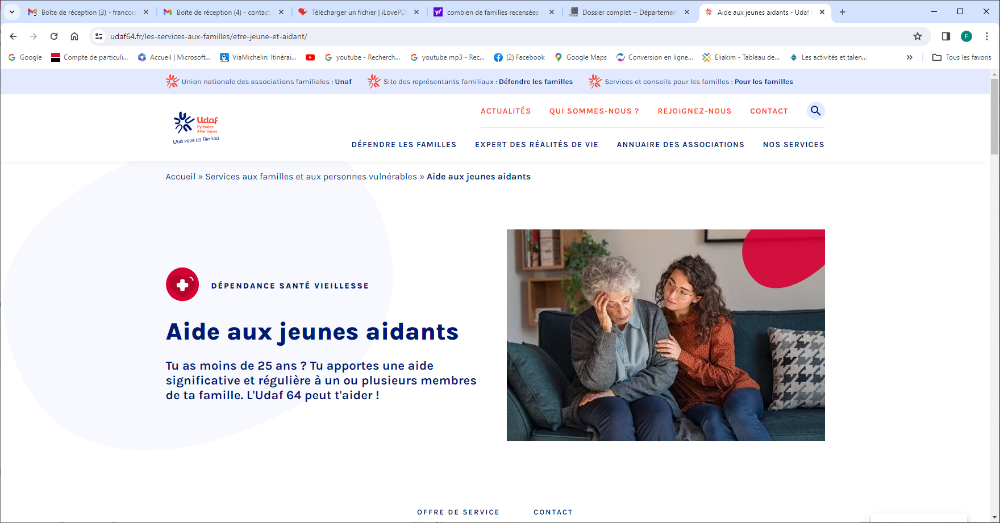 Boîte de réception (3) - francois
Boîte de réception (4) - contact.
Télécharger un fichier | iLovePD
combien de familles recensées
Dossier complet – Départemen
Aide aux jeunes aidants - Udaf
udaf64.fr/les-services-aux-familles/etre-jeune-et-aidant/
F
Google
Compte de particuli...
Accueil | Microsoft...
ViaMichelin: Itinérai...
youtube - Recherch...
youtube mp3 - Rec...
(2) Facebook
Google Maps
Conversion en ligne...
Eliakim - Tableau de...
Les activités et talen...
»
Tous les favoris
Union nationale des associations familiales : Unaf
Site des représentants familiaux : Défendre les familles
Services et conseils pour les familles : Pour les familles
Udaf
Pyrénées-
Atlantiques
UNIS POUR LES FAMILLES
ACTUALITÉS
QUI SOMMES-NOUS ?
REJOIGNEZ-NOUS
CONTACT
DÉFENDRE LES FAMILLES
EXPERT DES RÉALITÉS DE VIE
ANNUAIRE DES ASSOCIATIONS
NOS SERVICES
Accueil » Services aux familles et aux personnes vulnérables » Aide aux jeunes aidants
DÉPENDANCE SANTÉ VIEILLESSE
Aide aux jeunes aidants
Tu as moins de 25 ans ? Tu apportes une aide
significative et régulière à un ou plusieurs membres
de ta famille. L'Udaf 64 peut t'aider !
OFFRE DE SERVICE
CONTACT